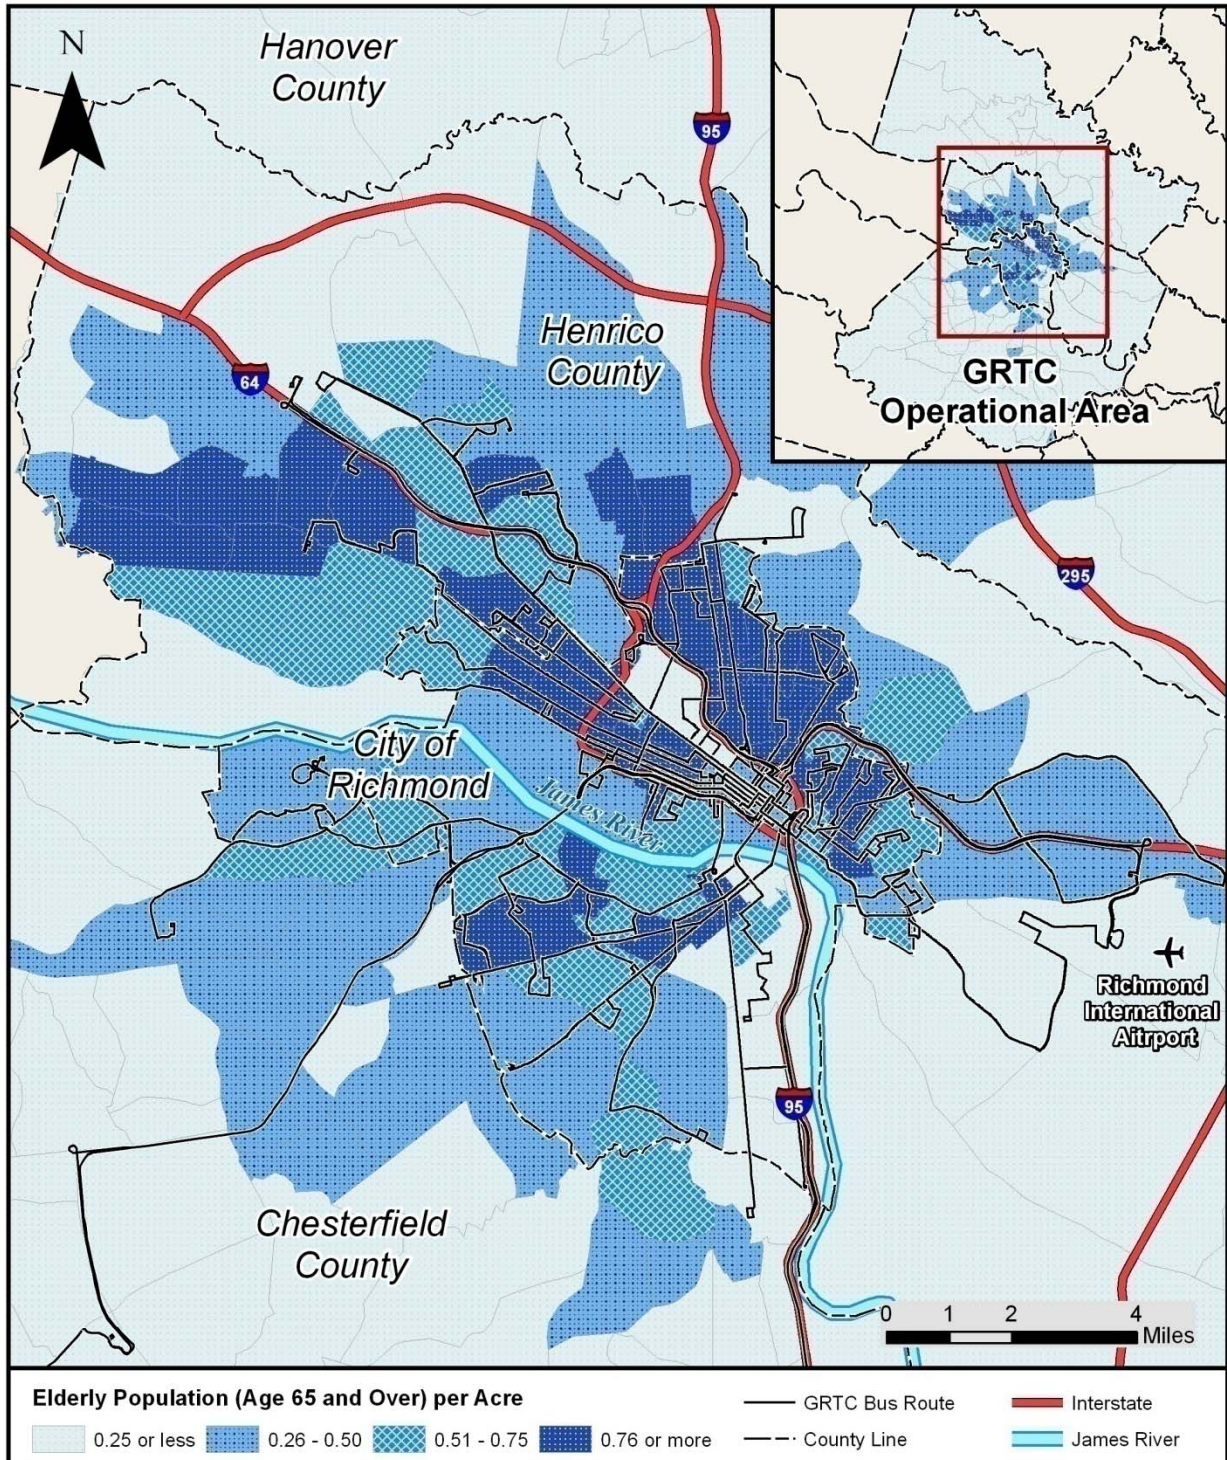 N
Hanover
County
95
Henrico
County
64
GRTC
Operational Area
295
City of
Richmond
James River
Richmond
International
Aitrport
95
Chesterfield
County
0 1 2 4
Miles
Elderly Population (Age 65 and Over) per Acre
0.25 or less 0.26 - 0.50 0.51 - 0.75 0.76 or more
GRTC Bus Route
County Line
Interstate
James River